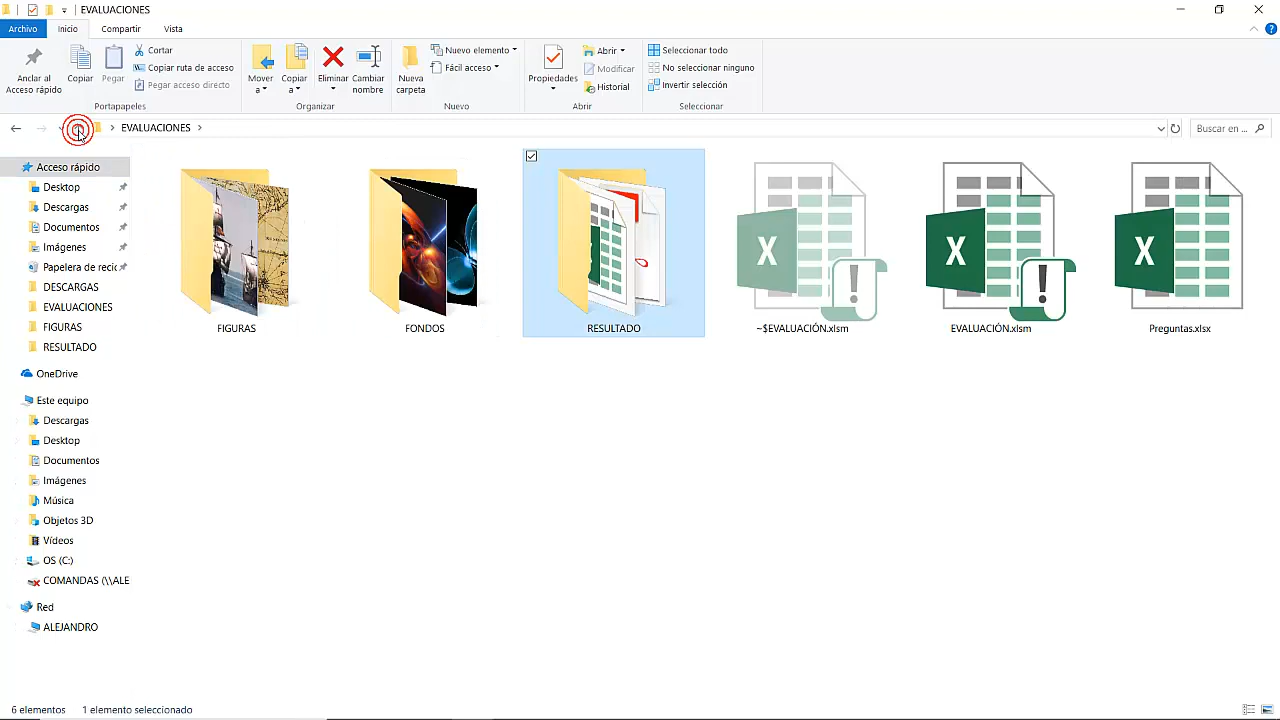 EVALUACIONES
Archivo Inicio Compartir Vista
Anclar al Acceso rápido
Copiar
Pegar
Cortar
Copiar ruta de acceso
Pegar acceso directo
Portapapeles
Mover a
Copiar a
Eliminar
Cambiar nombre
Organizar
Nueva carpeta
Nuevo elemento
Fácil acceso
Nuevo
Propiedades
Abrir
Modificar
Historial
Abrir
Seleccionar todo
No seleccionar ninguno
Invertir selección
Seleccionar
EVALUACIONES
Buscar en ...
Acceso rápido
Desktop
Descargas
Documentos
Imágenes
Papelera de recic
DESCARGAS
EVALUACIONES
FIGURAS
RESULTADO
OneDrive
Este equipo
Descargas
Desktop
Documentos
Imágenes
Música
Objetos 3D
Vídeos
OS (C:)
COMANDAS (\\ALE
Red
ALEJANDRO
FIGURAS
FONDOS
RESULTADO
~$EVALUACIÓN.xlsm
EVALUACIÓN.xlsm
Preguntas.xlsx
6 elementos 1 elemento seleccionado